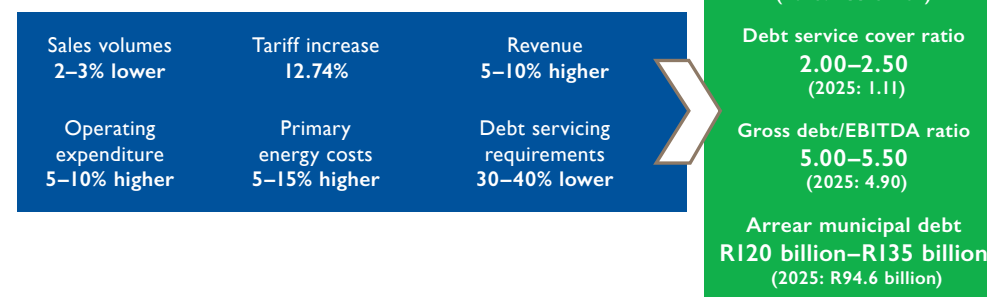 Sales volumes
2–3% lower
Tariff increase
12.74%
Revenue
5–10% higher
Operating
expenditure
5–10% higher
Primary
energy costs
5–15% higher
Debt servicing
requirements
30–40% lower
Debt service cover ratio
2.00–2.50
(2025: 1.11)
Gross debt/EBITDA ratio
5.00–5.50
(2025: 4.90)
Arrear municipal debt
R120 billion–R135 billion
(2025: R94.6 billion)